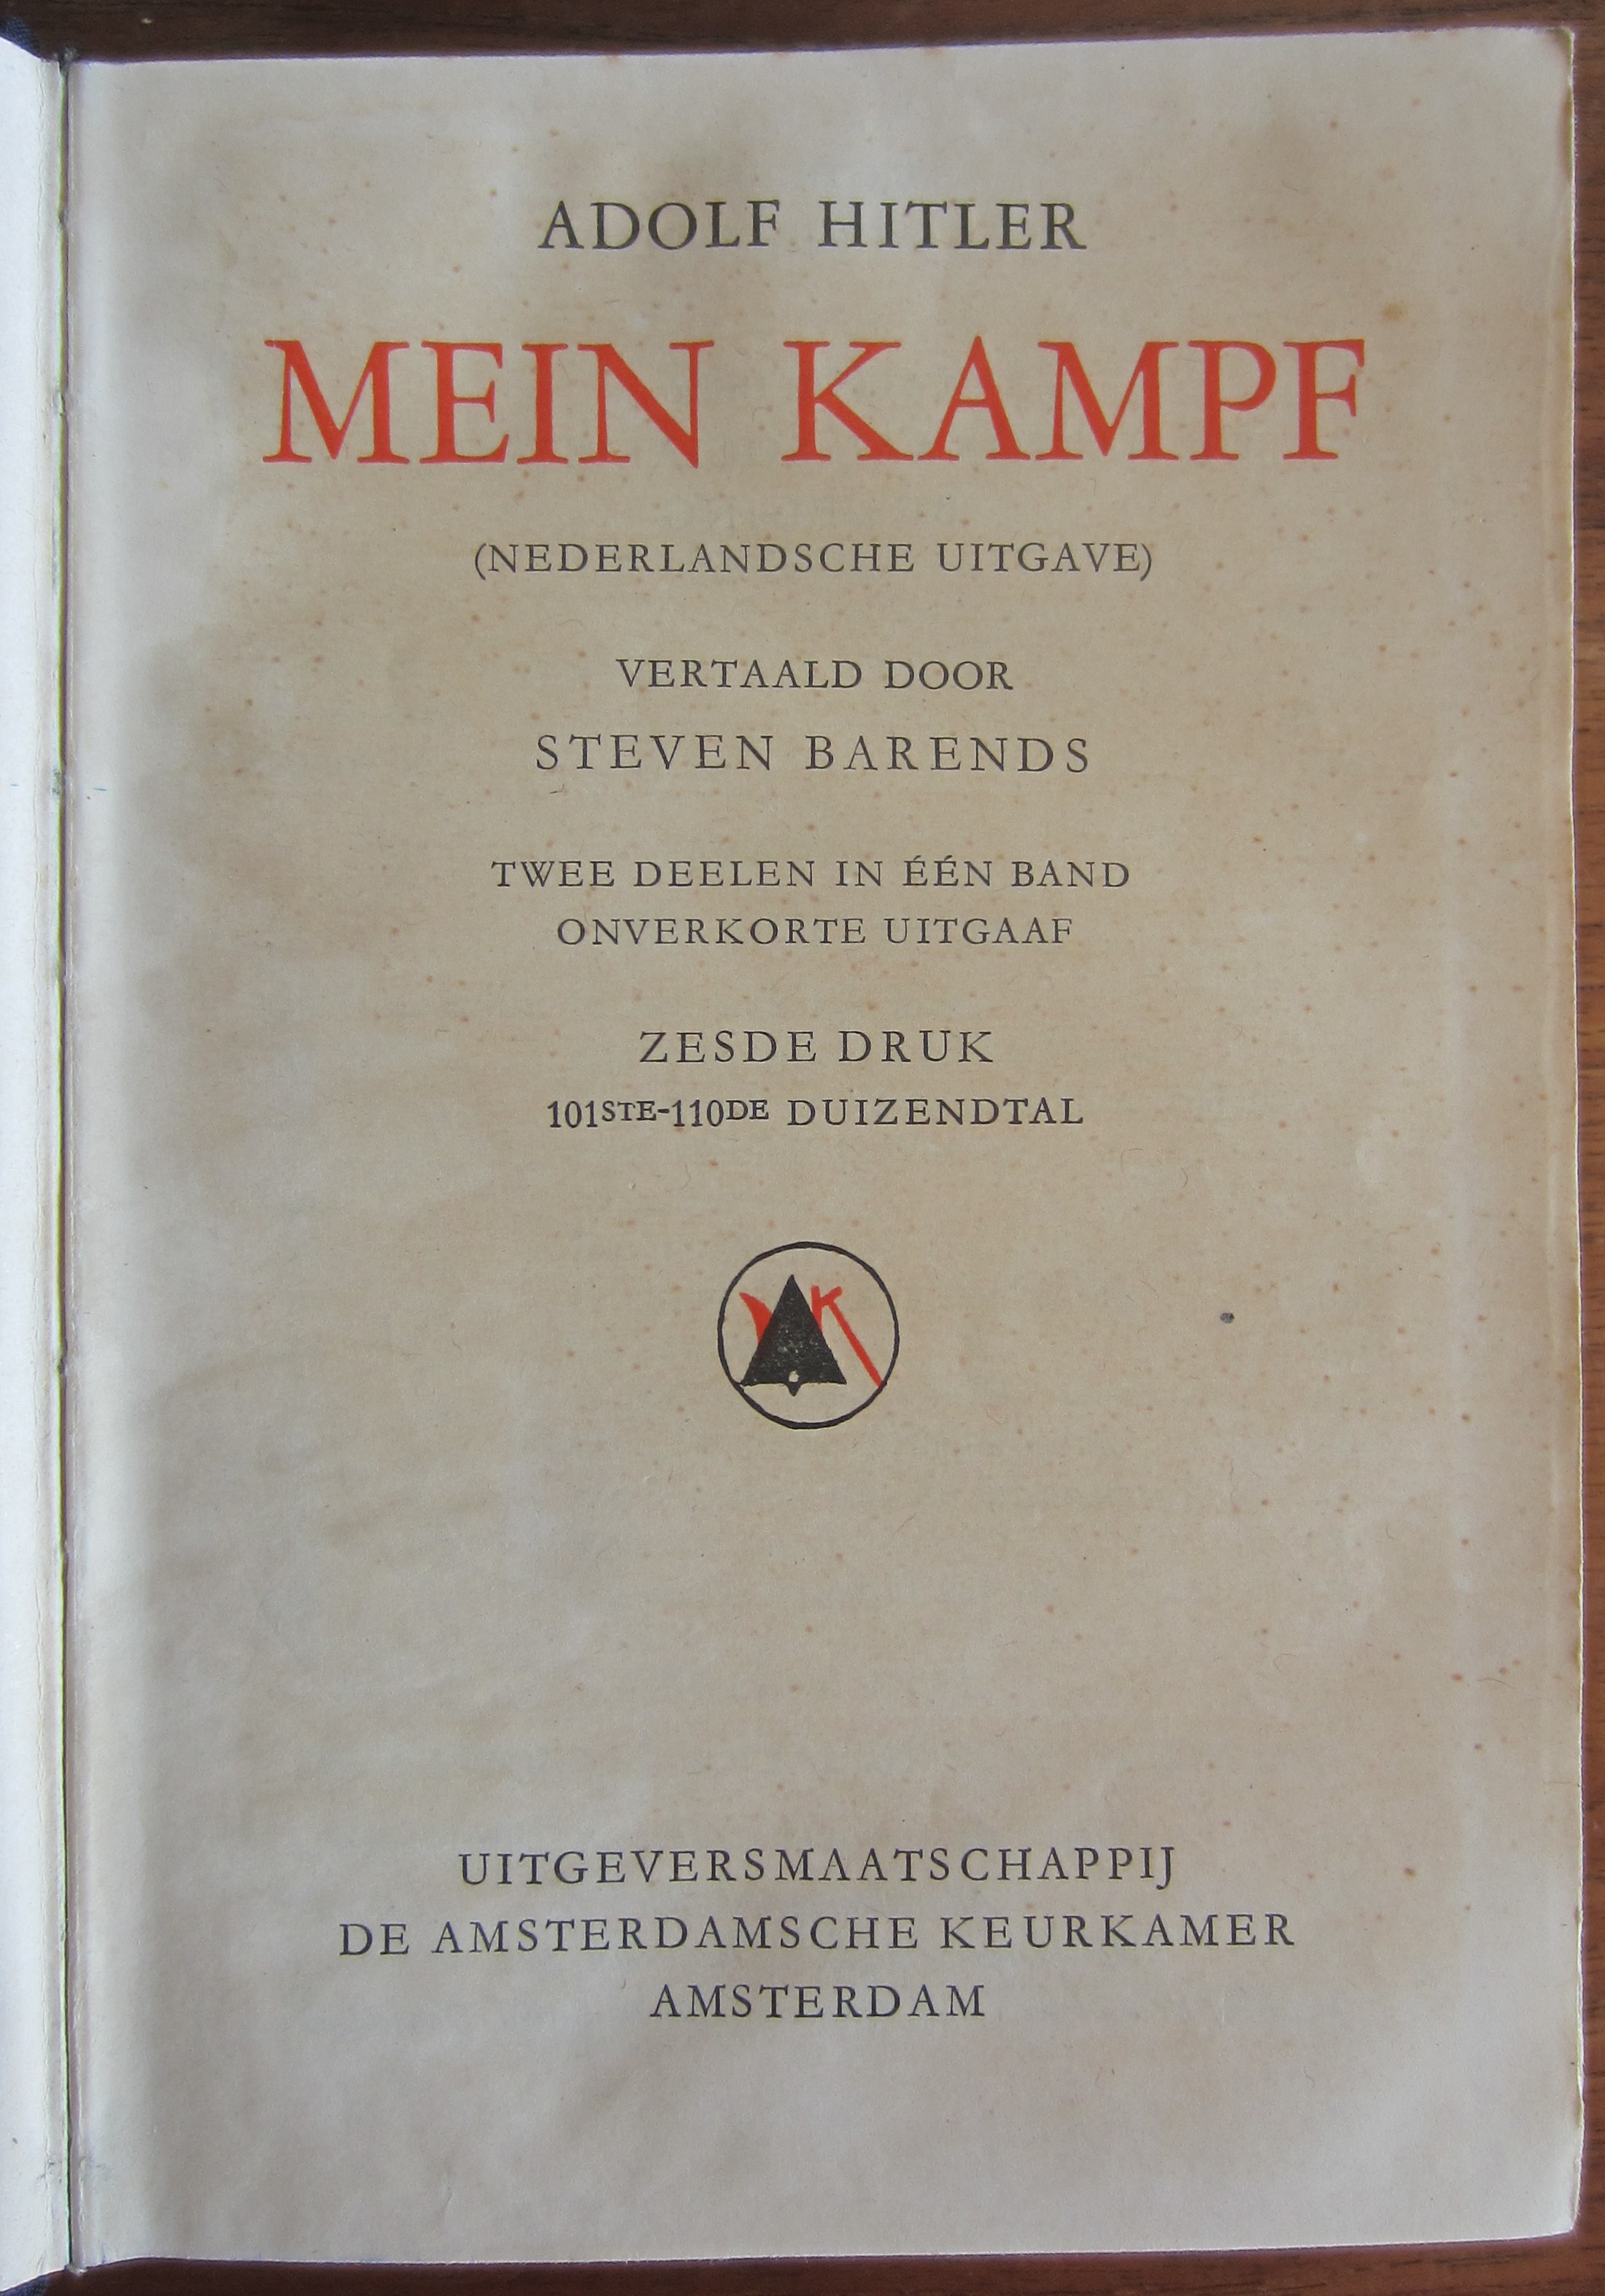 ADOLF HITLER
MEIN KAMPF
(NEDERLANDSCHE UITGAVE)
VERTAALD DOOR
STEVEN BARENDS
TWEE DEELEN IN ÉÉN BAND
ONVERKORTE UITGAAF
ZESDE DRUK
101STE-110DE DUIZENDTAL
K
UITGEVERSMAATSCHAPPIJ
DE AMSTERDAMSCHE KEURKAMER
AMSTERDAM